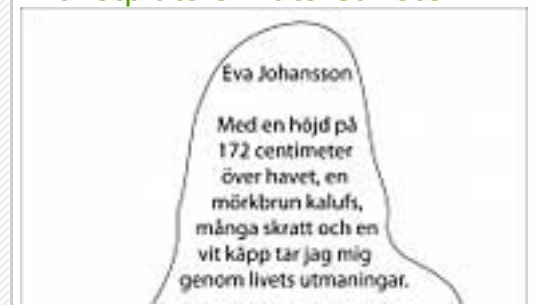 Eva Johansson
Med en höjd på
172 centimeter
över havet, en
mörkbrun kalufs,
många skratt och en
vit käpp tar jag mig
genom livets utmaningar.